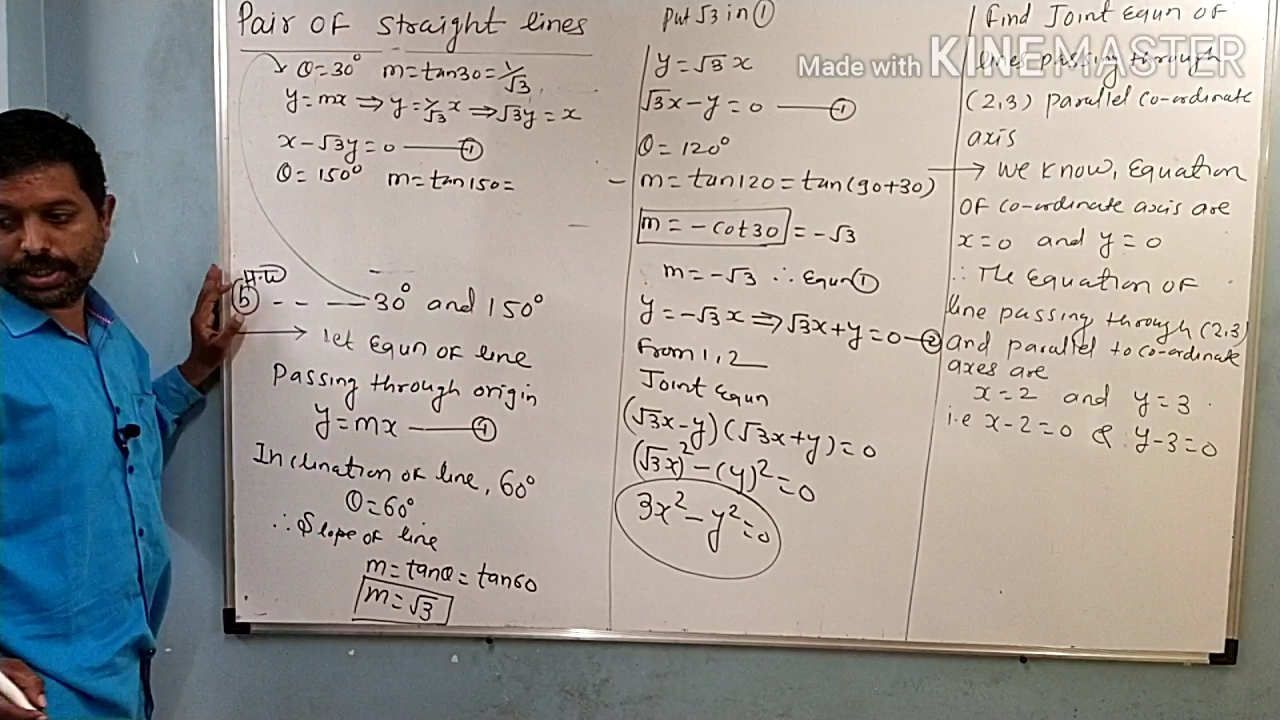 Pair of straight lines
θ=30° m=tan30=1/√3
y=mx ⇒ y=1/√3 x ⇒ √3y=x
x-√3y=0 —①
θ=150° m=tan150=
⑤ - - — 30° and 150°
→ let Equn of line
Passing through origin
y=mx —①
Inclination of line, 60°
θ=60°
∴ Slope of line
m=tanθ=tan60
m=√3
Put √3 in ①
y=√3 x
√3x-y=0 —①
θ=120°
m=tan120=tan(90+30)
m=-cot30 =-√3
m=-√3 ∴ Equn①
y=-√3 x ⇒ √3x+y=0 —②
from 1,2
Joint Equn
(√3x-y)(√3x+y)=0
(√3x)²-(y)²=0
3x²-y²=0
Find Joint Equn of
lines passing through
(2,3) parallel co-ordinate
axis
→ we know, Equation
of co-ordinate axis are
x=0 and y=0
∴ The Equation of
line passing through (2,3)
and parallel to co-ordinate
axes are
x=2 and y=3.
i.e x-2=0 & y-3=0
Made with KINEMASTER